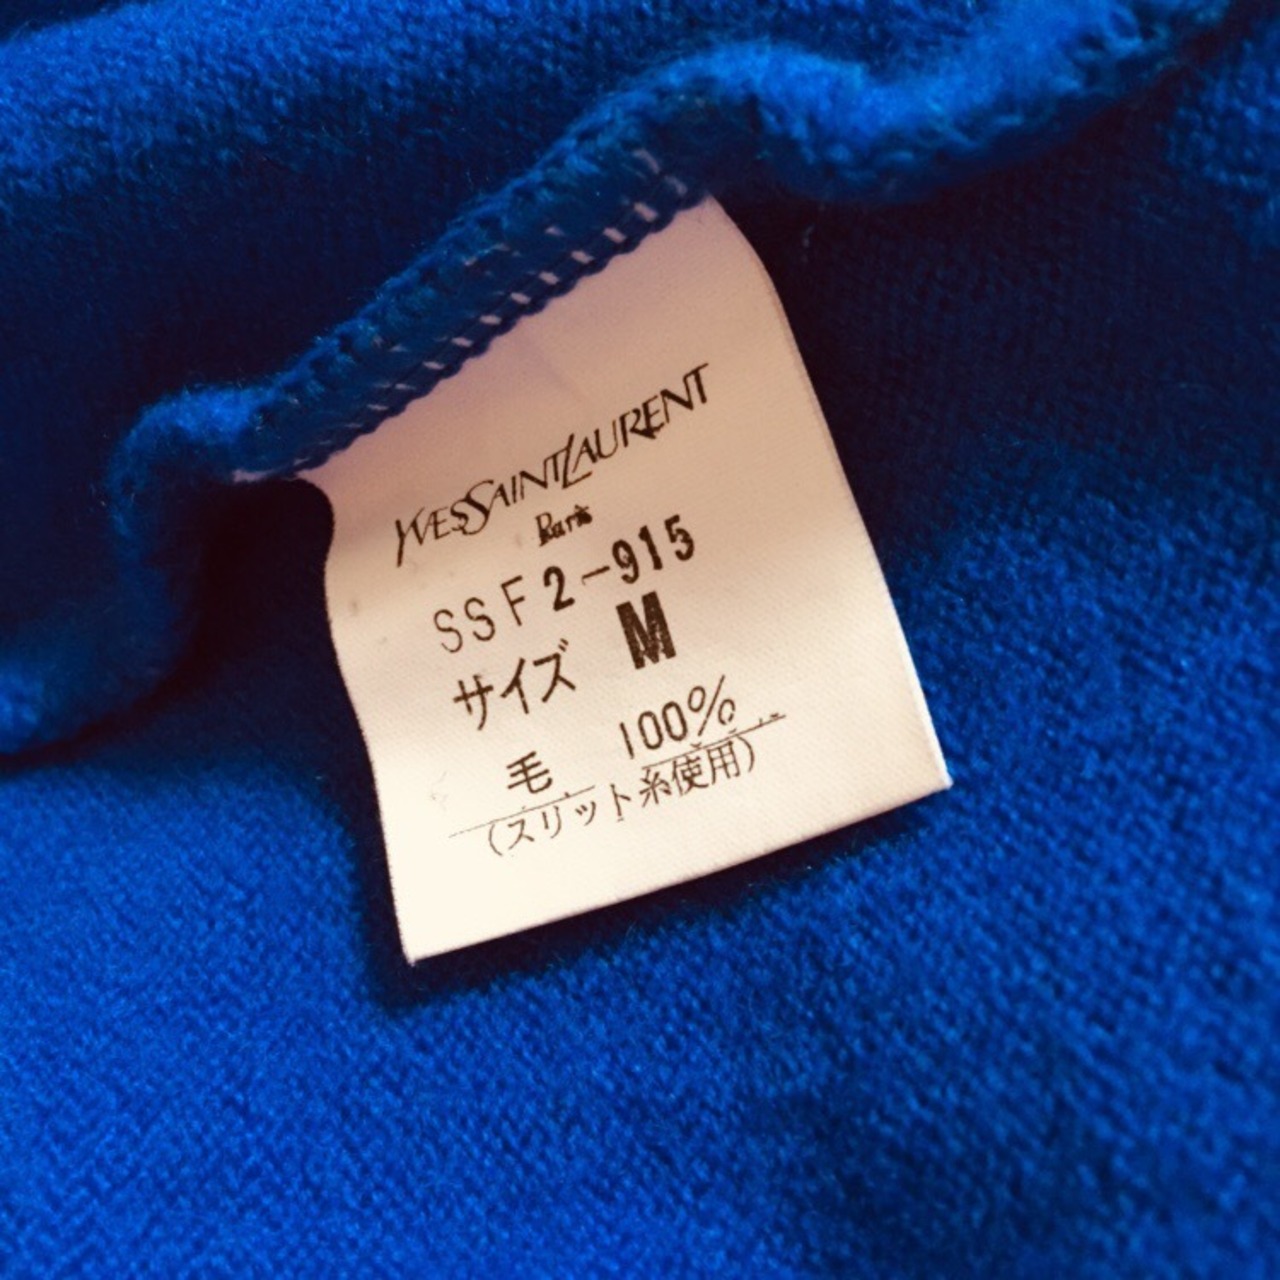 YVESSAINTLAURENT
Paris
SSF2-915
サイズ M
毛 100%
(スリット糸使用)